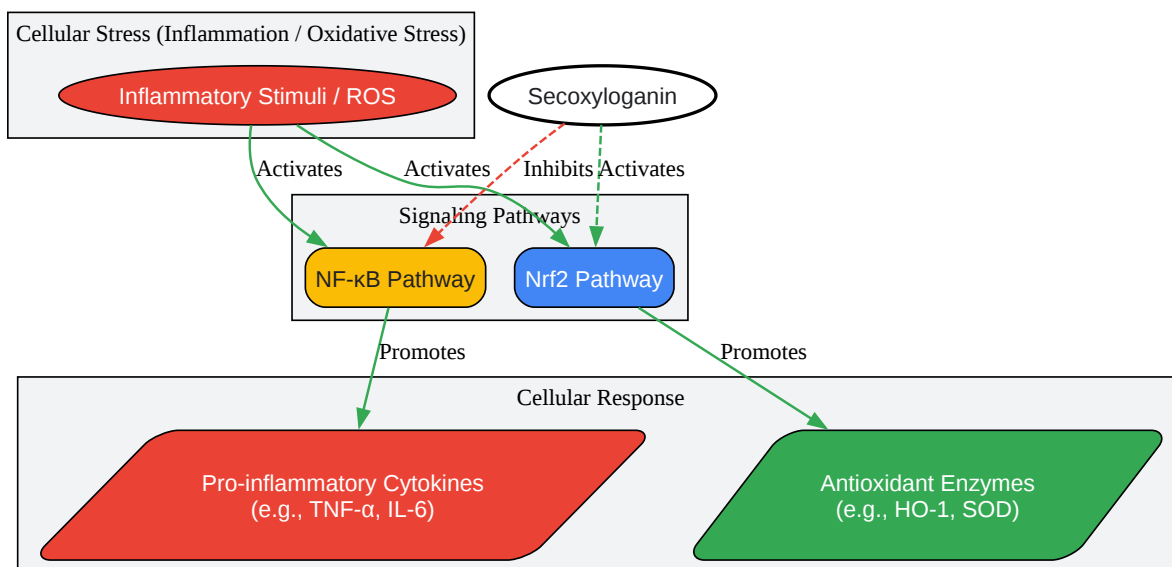 Cellular Stress (Inflammation / Oxidative Stress)
Inflammatory Stimuli / ROS
Secoxyloganin
Activates
Activates
Inhibits
Activates
Signaling Pathways
NF-κB Pathway
Nrf2 Pathway
Promotes
Promotes
Cellular Response
Pro-inflammatory Cytokines
(e.g., TNF-α, IL-6)
Antioxidant Enzymes
(e.g., HO-1, SOD)